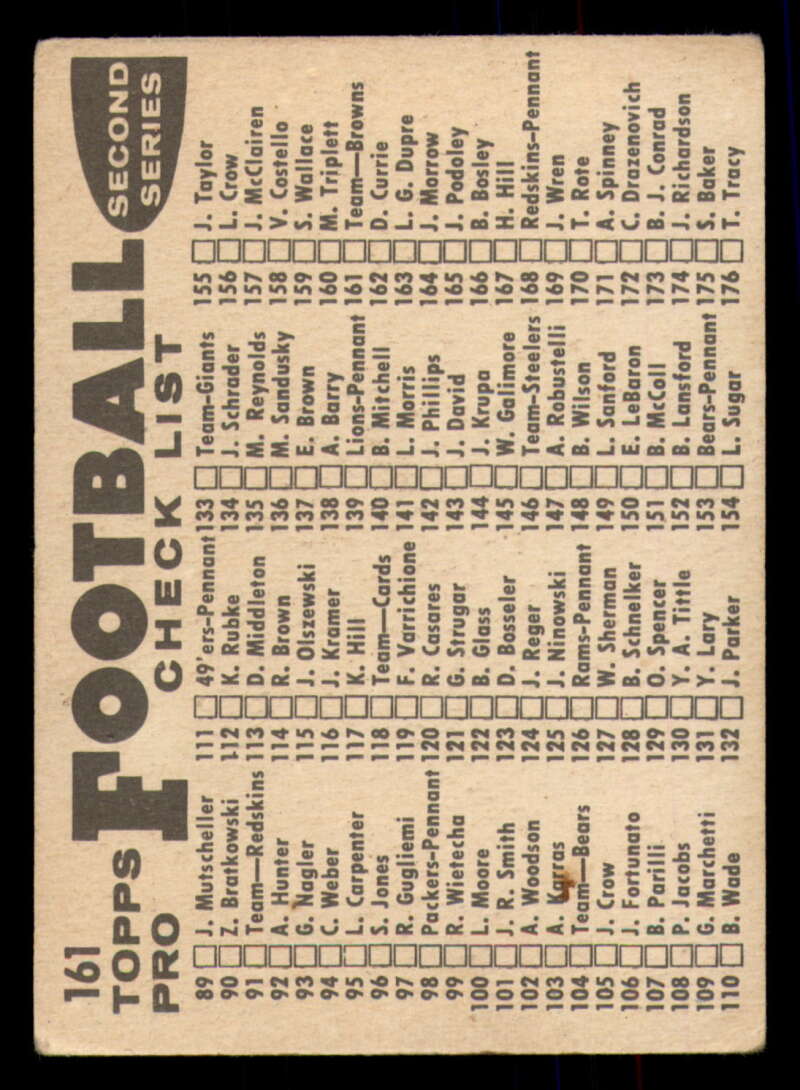 161
TOPPS PRO FOOTBALL
CHECK LIST
SECOND SERIES
89 J. Mutscheller
90 Z. Bratkowski
91 Team—Redskins
92 A. Hunter
93 G. Nagler
94 C. Weber
95 L. Carpenter
96 S. Jones
97 R. Gugliemi
98 Packers-Pennant
99 R. Wietecha
100 L. Moore
101 J. R. Smith
102 A. Woodson
103 A. Karras
104 Team—Bears
105 J. Crow
106 J. Fortunato
107 B. Parilli
108 P. Jacobs
109 G. Marchetti
110 B. Wade
111 49'ers-Pennant
112 K. Rubke
113 D. Middleton
114 R. Brown
115 J. Olszewski
116 J. Kramer
117 K. Hill
118 Team—Cards
119 F. Varrichione
120 R. Casares
121 G. Strugar
122 B. Glass
123 D. Bosseler
124 J. Reger
125 J. Ninowski
126 Rams-Pennant
127 W. Sherman
128 B. Schnelker
129 O. Spencer
130 Y. A. Tittle
131 Y. Lary
132 J. Parker
133 Team-Giants
134 J. Schrader
135 M. Reynolds
136 M. Sandusky
137 E. Brown
138 A. Barry
139 Lions-Pennant
140 B. Mitchell
141 L. Morris
142 J. Phillips
143 J. David
144 J. Krupa
145 W. Galimore
146 Team-Steelers
147 A. Robustelli
148 B. Wilson
149 L. Sanford
150 E. LeBaron
151 B. McColl
152 B. Lansford
153 Bears-Pennant
154 L. Sugar
155 J. Taylor
156 L. Crow
157 J. McClairen
158 V. Costello
159 S. Wallace
160 M. Triplett
161 Team—Browns
162 D. Currie
163 L. G. Dupre
164 J. Morrow
165 J. Podoley
166 B. Bosley
167 H. Hill
168 Redskins-Pennant
169 J. Wren
170 T. Rote
171 A. Spinney
172 C. Drazenovich
173 B. J. Conrad
174 J. Richardson
175 S. Baker
176 T. Tracy